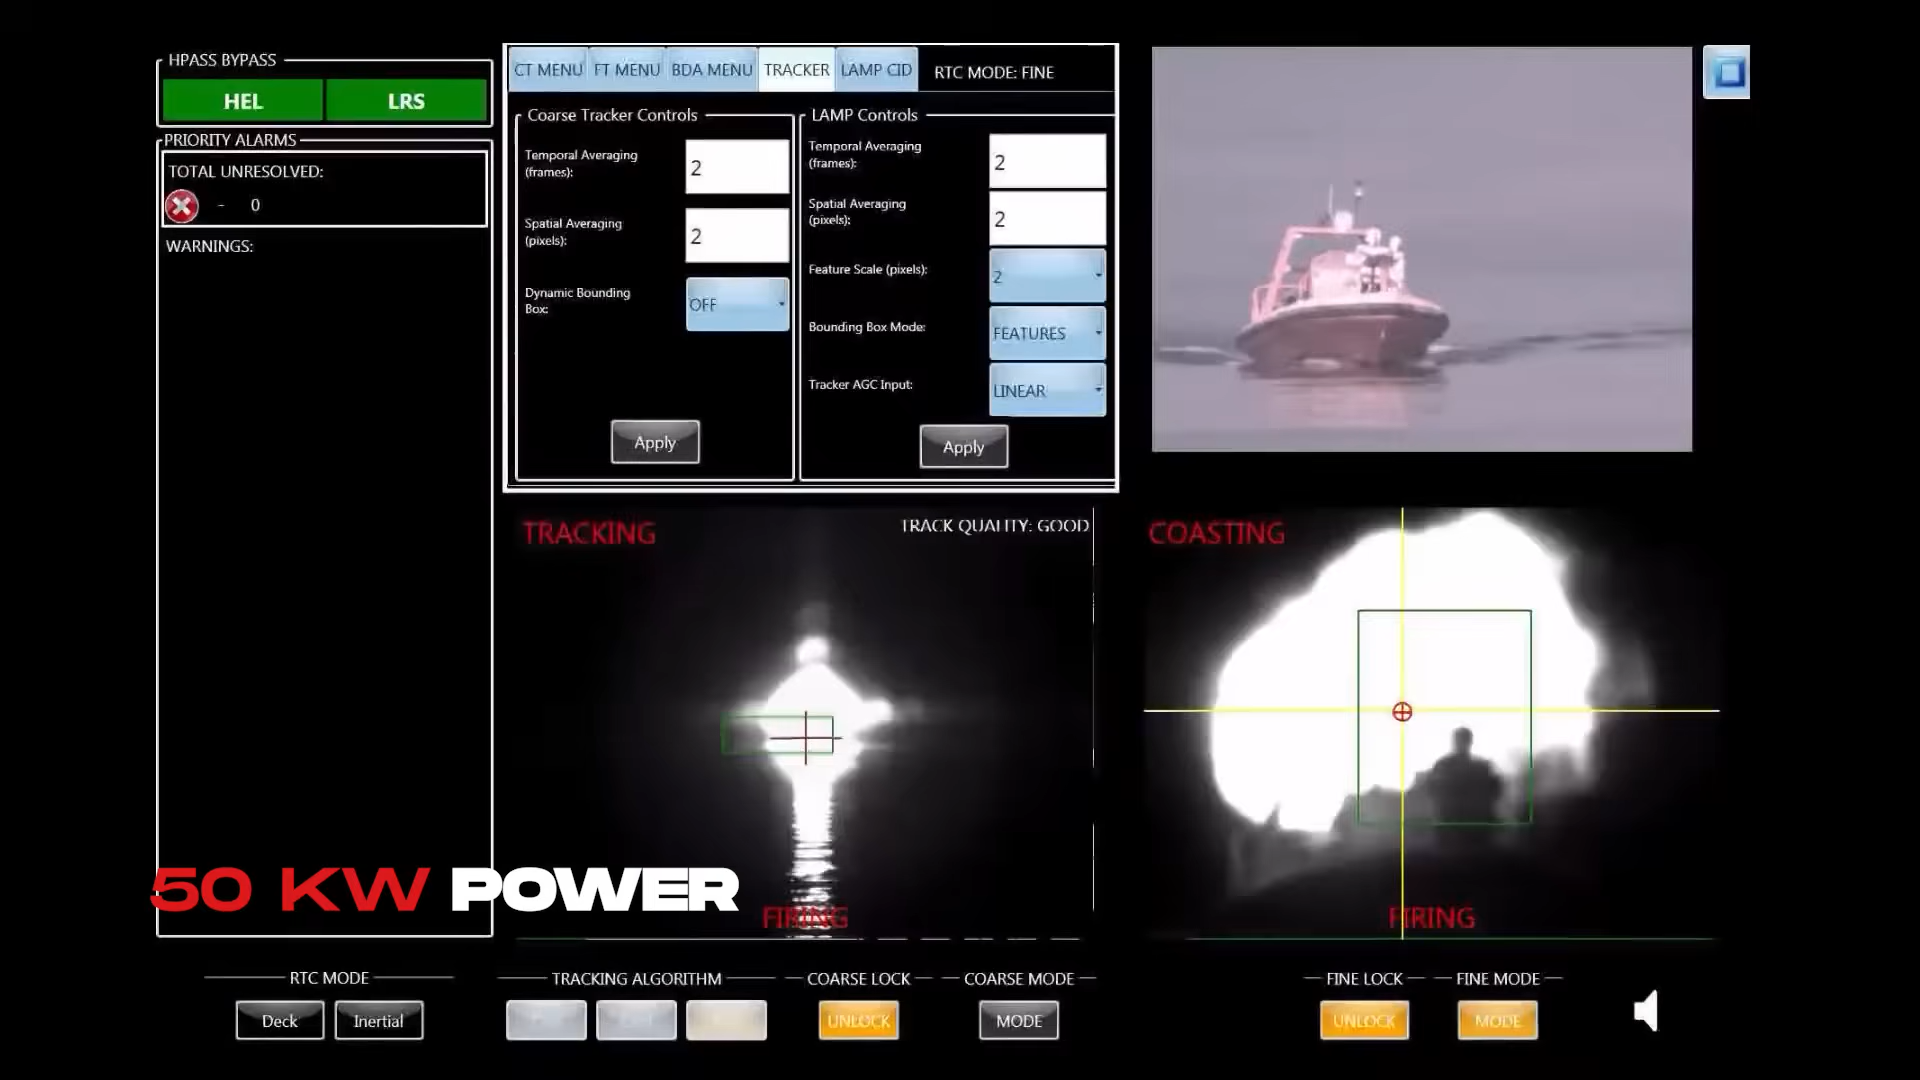 HPASS BYPASS
HEL LRS
PRIORITY ALARMS
TOTAL UNRESOLVED:
- 0
WARNINGS:
CT MENU FT MENU BDA MENU TRACKER LAMP CID RTC MODE: FINE
Coarse Tracker Controls
Temporal Averaging
(frames):
2
Spatial Averaging
(pixels):
2
Dynamic Bounding
Box:
OFF
Apply
LAMP Controls
Temporal Averaging
(frames):
2
Spatial Averaging
(pixels):
2
Feature Scale (pixels):
2
Bounding Box Mode:
FEATURES
Tracker AGC Input:
LINEAR
Apply
TRACKING
TRACK QUALITY: GOOD
FIRING
COASTING
FIRING
50 KW POWER
RTC MODE
Deck Inertial
TRACKING ALGORITHM
COARSE LOCK
UNLOCK
COARSE MODE
MODE
FINE LOCK
UNLOCK
FINE MODE
MODE